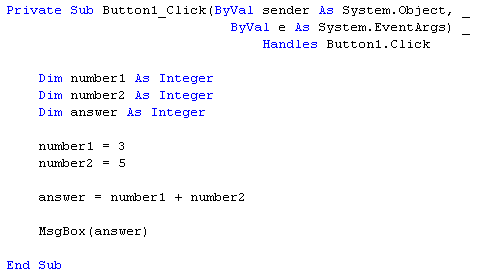 Private Sub Button1_Click(ByVal sender As System.Object, _
ByVal e As System.EventArgs) _
Handles Button1.Click
Dim number1 As Integer
Dim number2 As Integer
Dim answer As Integer
number1 = 3
number2 = 5
answer = number1 + number2
MsgBox(answer)
End Sub